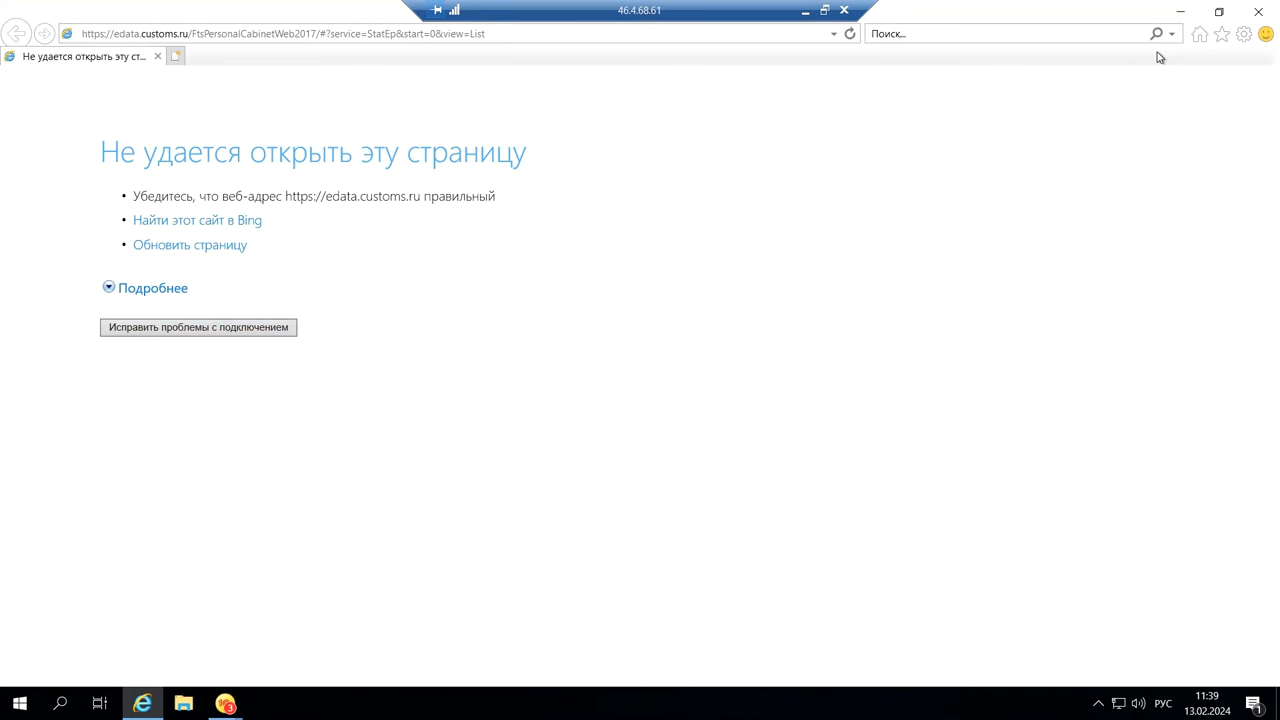 46.4.68.61
https://edata.customs.ru/FtsPersonalCabinetWeb2017/#?service=StatEp&start=0&view=List
Поиск...
Не удается открыть эту ст...
Не удается открыть эту страницу
• Убедитесь, что веб-адрес https://edata.customs.ru правильный
• Найти этот сайт в Bing
• Обновить страницу
Подробнее
Исправить проблемы с подключением
3
РУС
11:39
13.02.2024
1